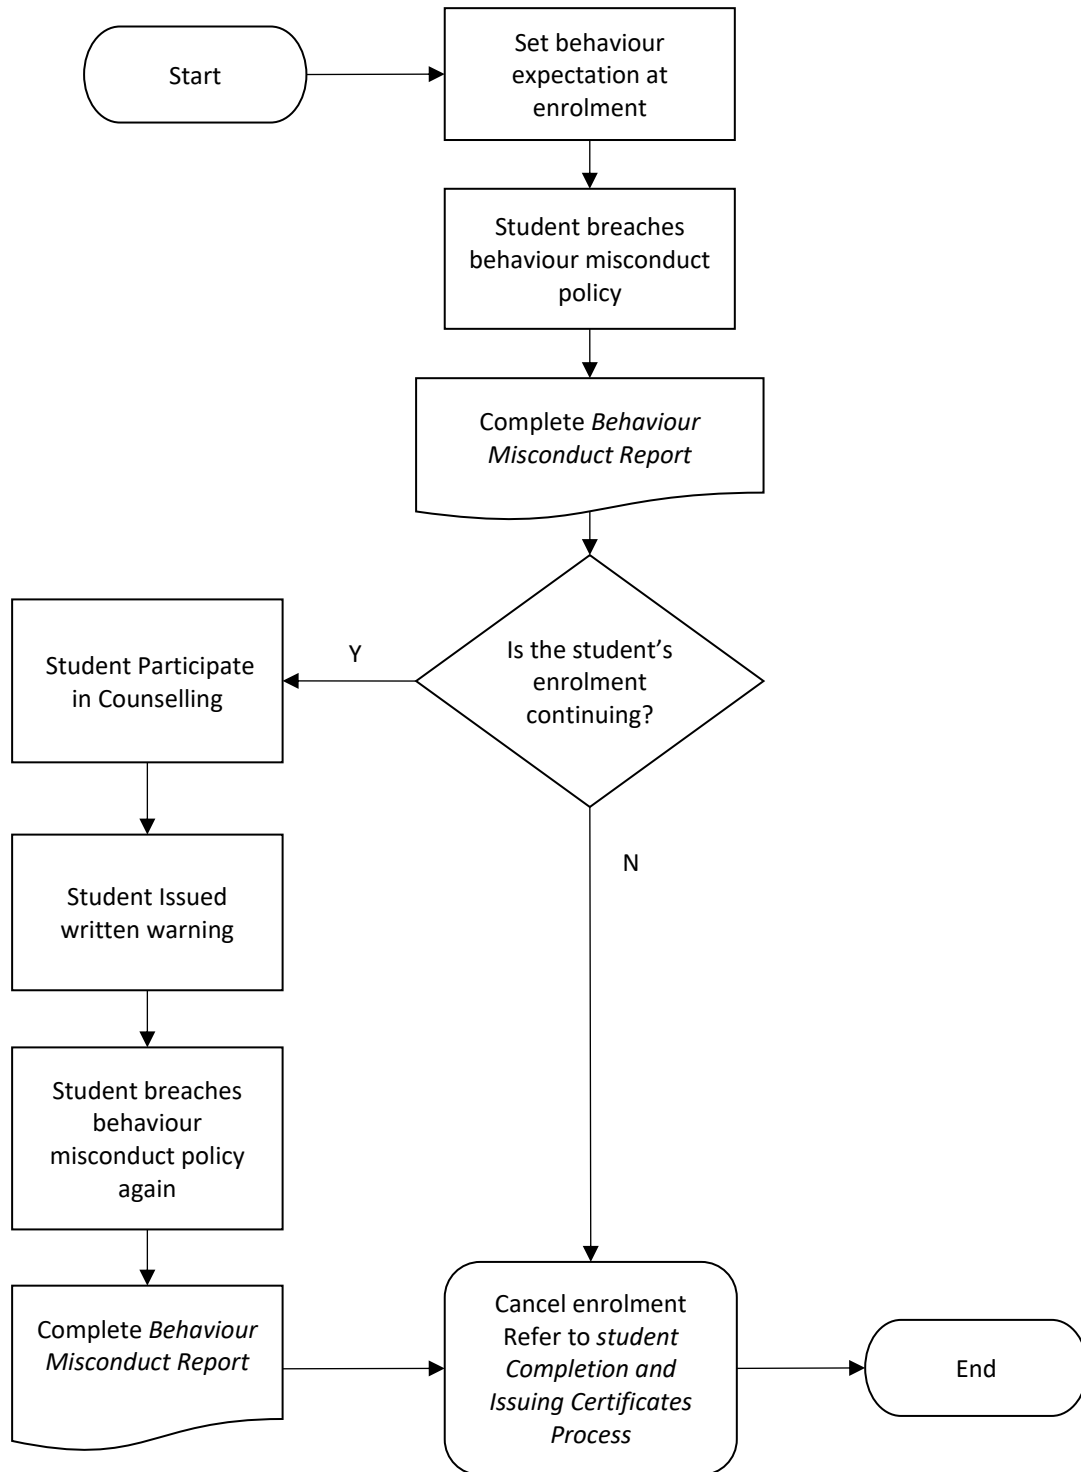 Start
Set behaviour
expectation at
enrolment
Student breaches
behaviour misconduct
policy
Complete Behaviour
Misconduct Report
Is the student’s
enrolment
continuing?
Y
N
Student Participate
in Counselling
Student Issued
written warning
Student breaches
behaviour
misconduct policy
again
Complete Behaviour
Misconduct Report
Cancel enrolment
Refer to student
Completion and
Issuing Certificates
Process
End